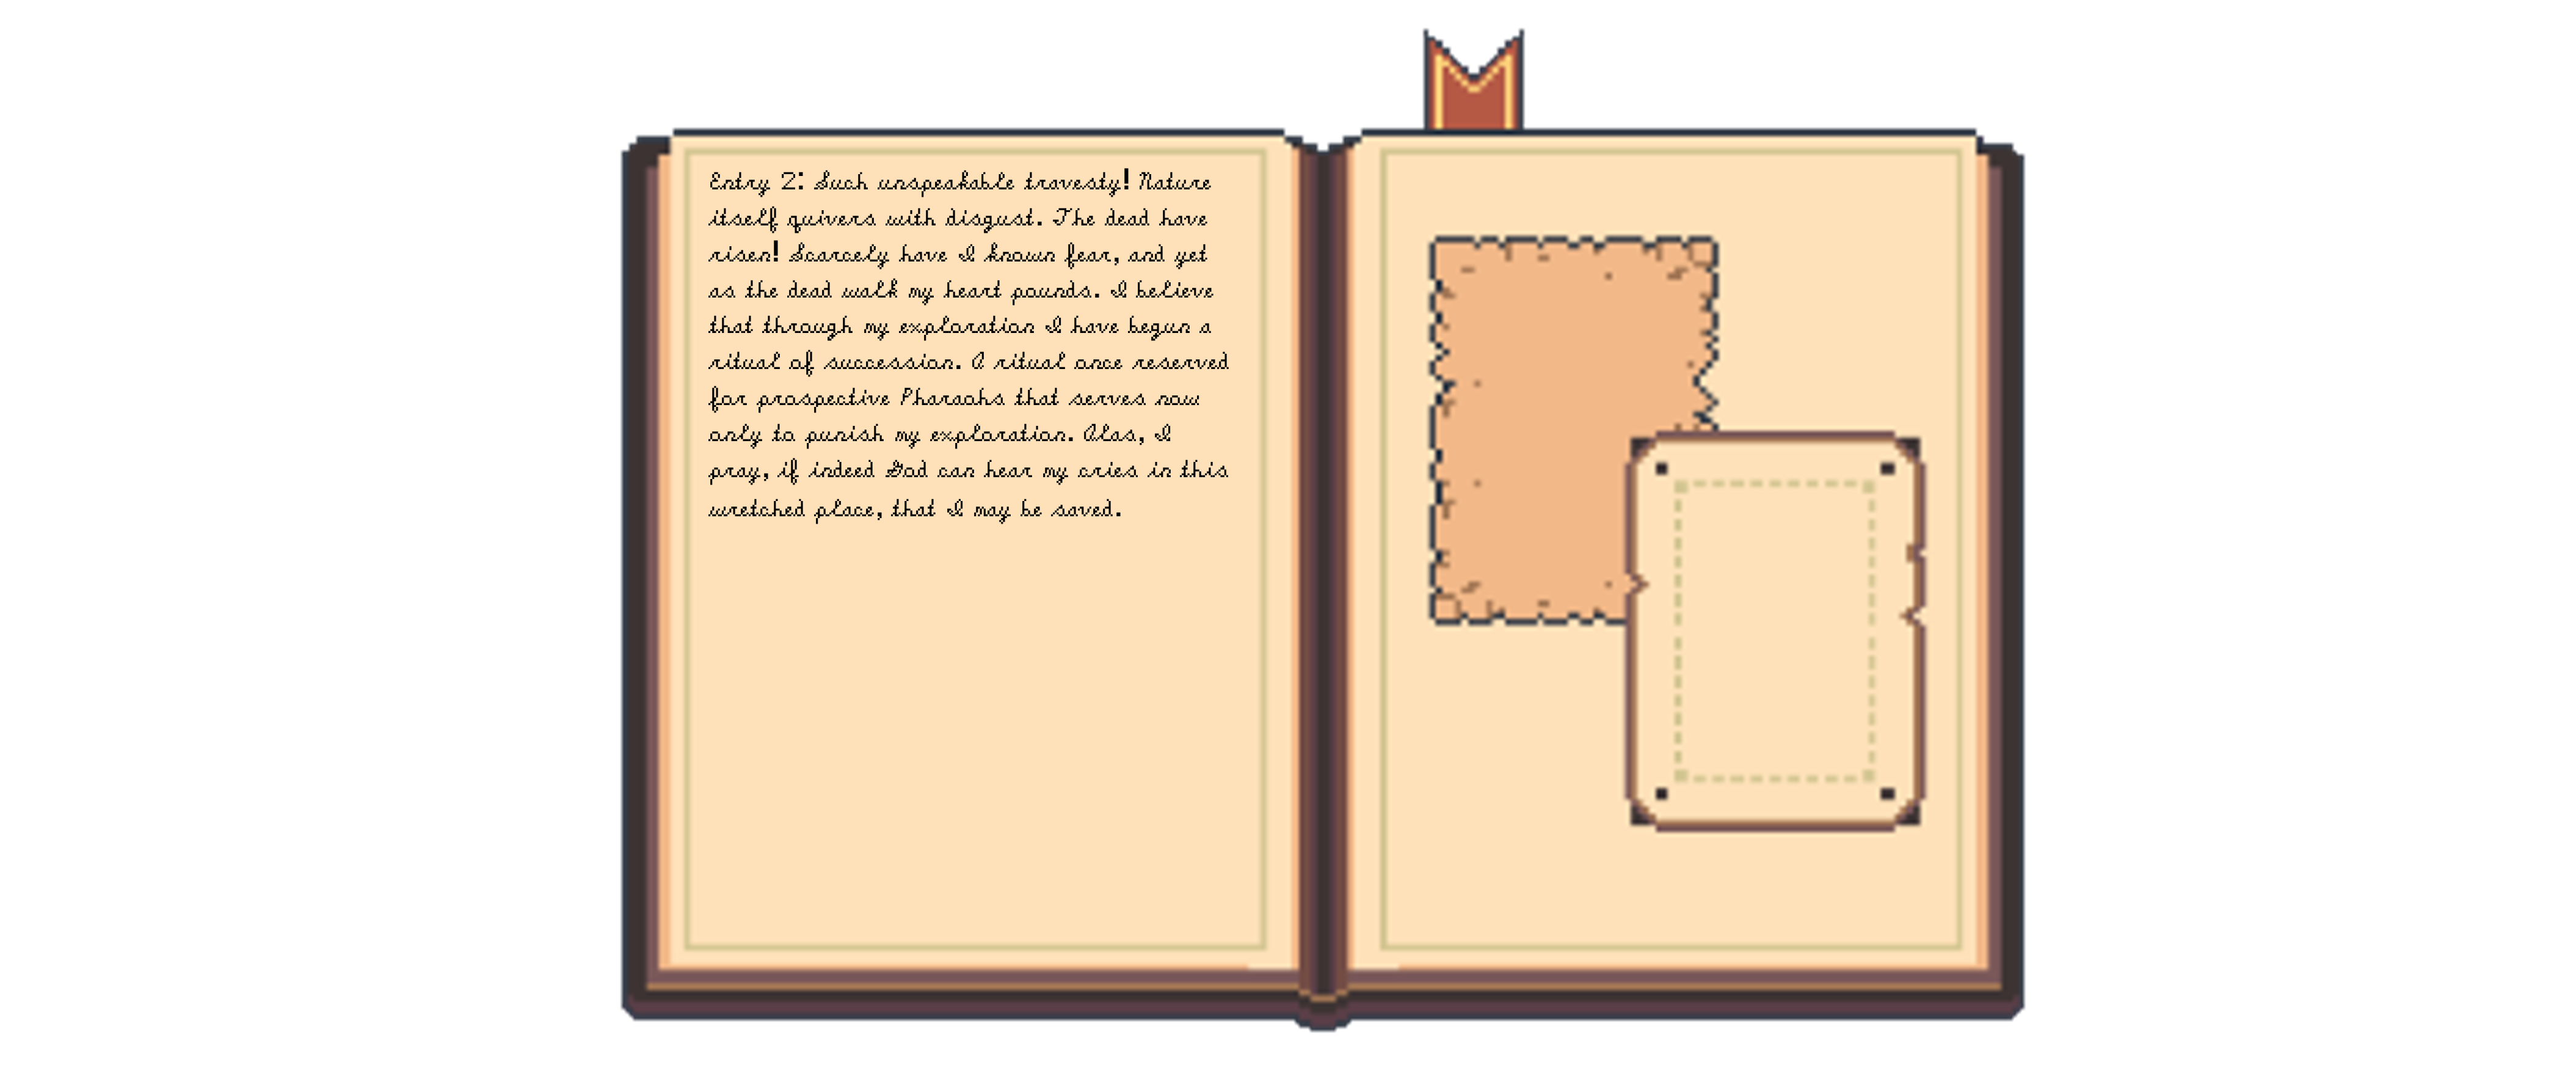 Entry 2: Such unspeakable travesty! Nature
itself quivers with disgust. The dead have
risen! Scarcely have I known fear, and yet
as the dead walk my heart pounds. I believe
that through my exploration I have begun a
ritual of succession. A ritual once reserved
for prospective Pharaohs that serves now
only to punish my exploration. Alas, I
pray, if indeed God can hear my cries in this
wretched place, that I may be saved.